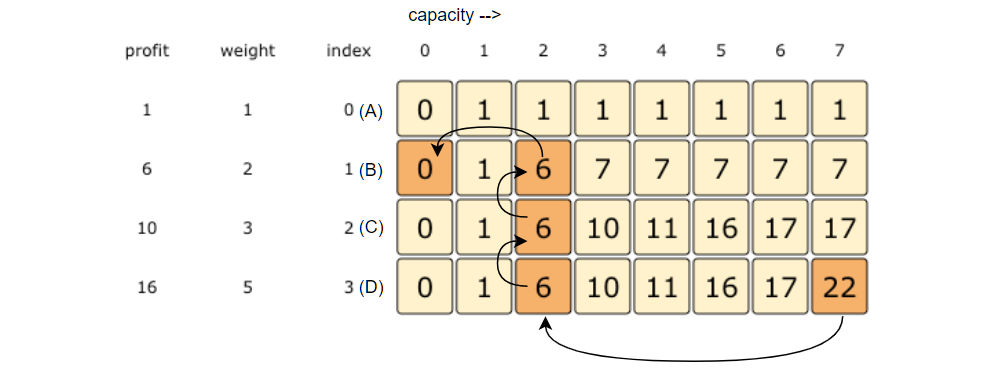 capacity -->
profit weight index 0 1 2 3 4 5 6 7
1 1 0 (A) 0 1 1 1 1 1 1 1
6 2 1 (B) 0 1 6 7 7 7 7 7
10 3 2 (C) 0 1 6 10 11 16 17 17
16 5 3 (D) 0 1 6 10 11 16 17 22